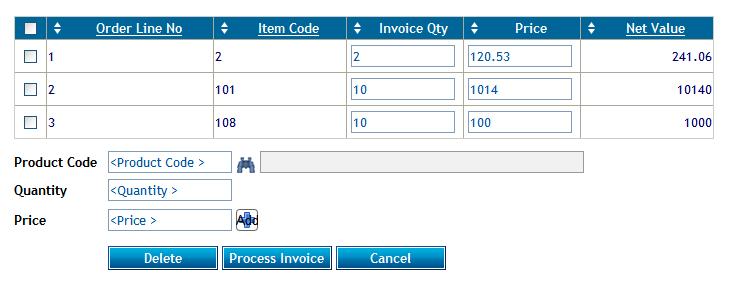 Order Line No Item Code Invoice Qty Price Net Value
1 2 2 120.53 241.06
2 101 10 1014 10140
3 108 10 100 1000
Product Code <Product Code >
Quantity <Quantity >
Price <Price > Add
Delete Process Invoice Cancel